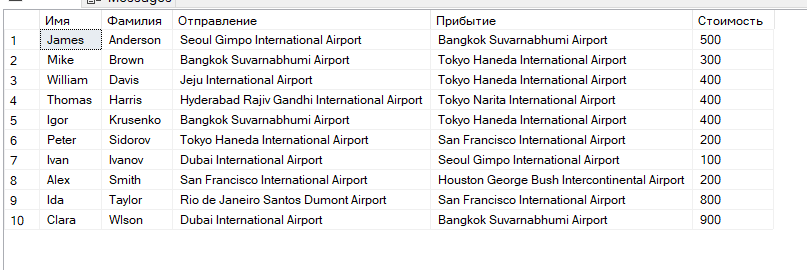 Messages
Имя Фамилия Отправление Прибытие Стоимость
1 James Anderson Seoul Gimpo International Airport Bangkok Suvarnabhumi Airport 500
2 Mike Brown Bangkok Suvarnabhumi Airport Tokyo Haneda International Airport 300
3 William Davis Jeju International Airport Tokyo Haneda International Airport 400
4 Thomas Harris Hyderabad Rajiv Gandhi International Airport Tokyo Narita International Airport 400
5 Igor Krusenko Bangkok Suvarnabhumi Airport Tokyo Haneda International Airport 400
6 Peter Sidorov Tokyo Haneda International Airport San Francisco International Airport 200
7 Ivan Ivanov Dubai International Airport Seoul Gimpo International Airport 100
8 Alex Smith San Francisco International Airport Houston George Bush Intercontinental Airport 200
9 Ida Taylor Rio de Janeiro Santos Dumont Airport San Francisco International Airport 800
10 Clara Wlson Dubai International Airport Bangkok Suvarnabhumi Airport 900